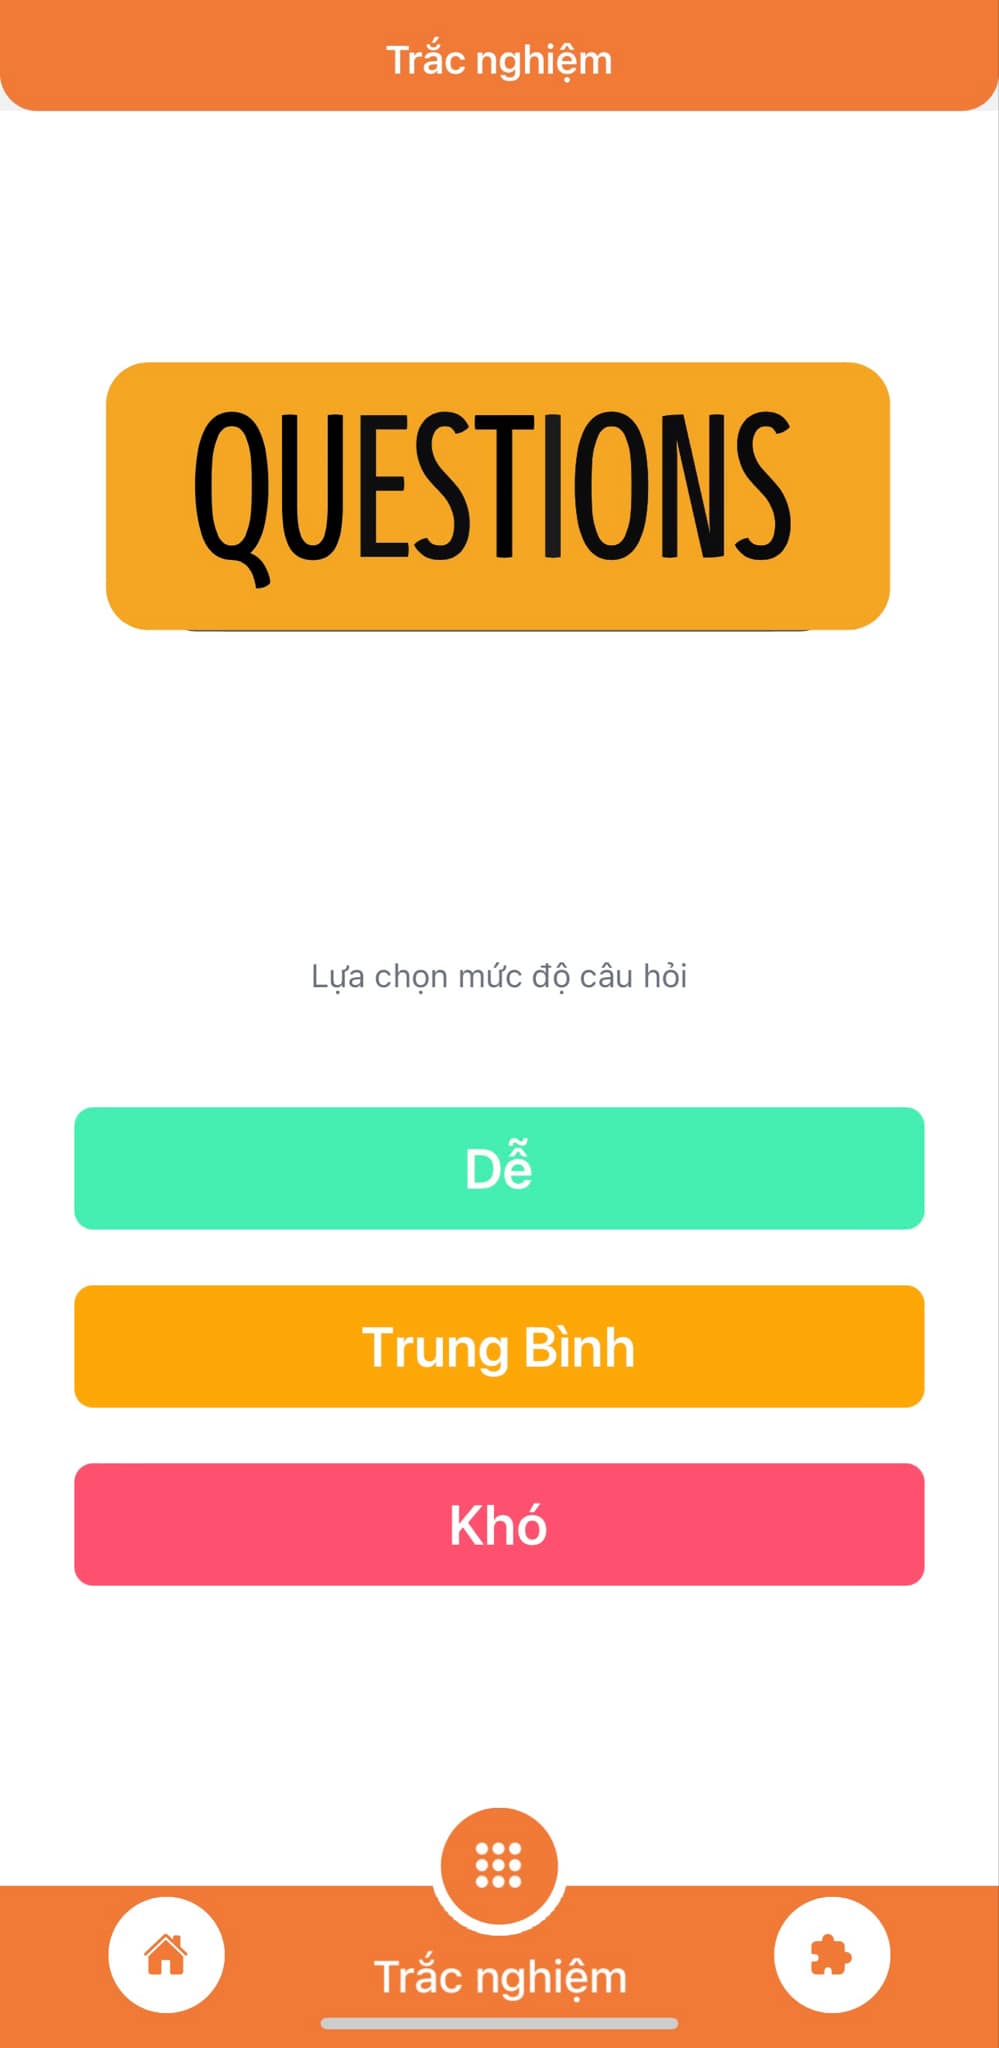 Trắc nghiệm
QUESTIONS
Lựa chọn mức độ câu hỏi
Dễ
Trung Bình
Khó
Trắc nghiệm